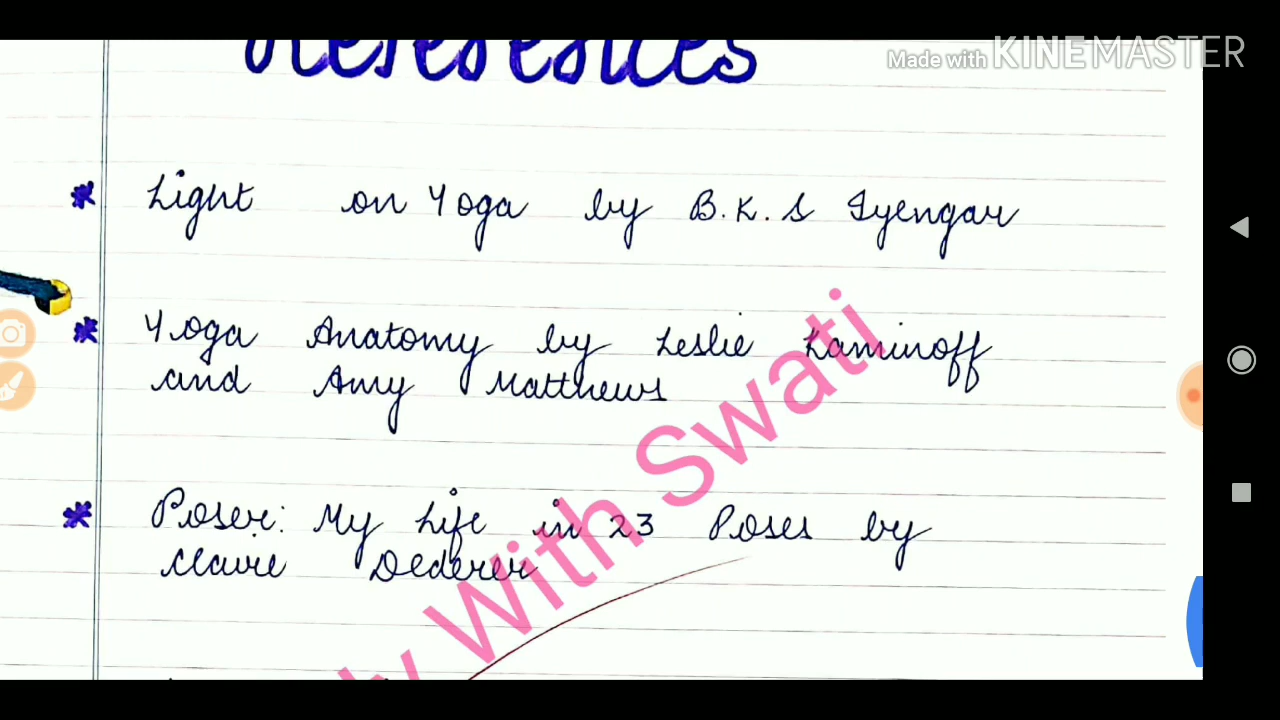 References
Made with KINEMASTER
* Light on Yoga by B.K.S Iyengar
* Yoga Anatomy by Leslie Kaminoff
and Amy Matthews
* Poser: My Life in 23 Poses by
Claire Dederer
With Swati